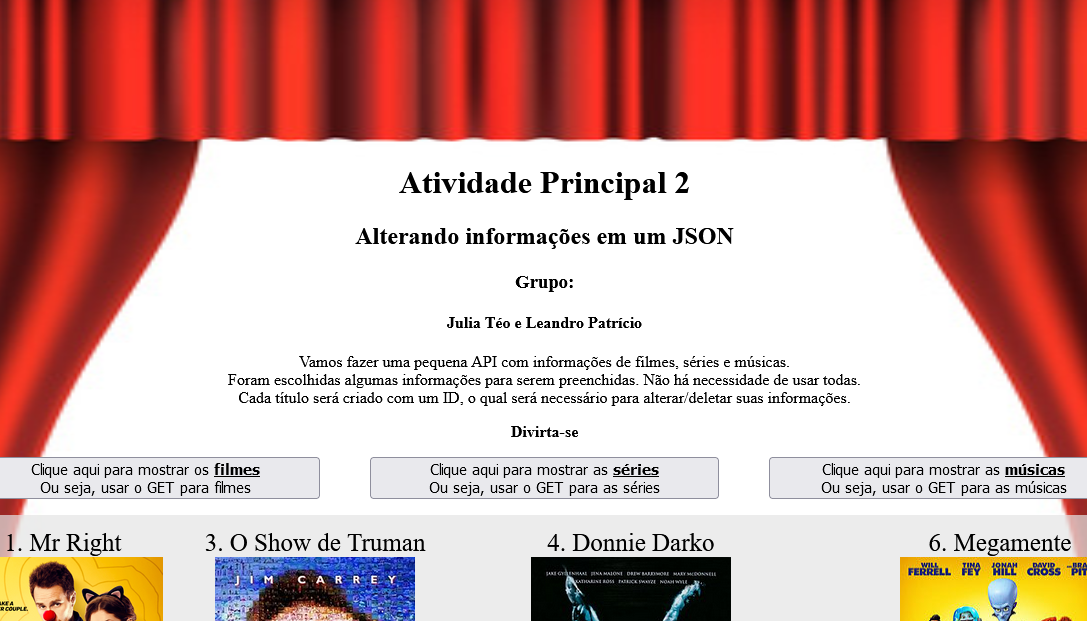 Atividade Principal 2
Alterando informações em um JSON
Grupo:
Julia Téo e Leandro Patrício
Vamos fazer uma pequena API com informações de filmes, séries e músicas.
Foram escolhidas algumas informações para serem preenchidas. Não há necessidade de usar todas.
Cada título será criado com um ID, o qual será necessário para alterar/deletar suas informações.
Divirta-se
Clique aqui para mostrar os filmes
Ou seja, usar o GET para filmes
Clique aqui para mostrar as séries
Ou seja, usar o GET para as séries
Clique aqui para mostrar as músicas
Ou seja, usar o GET para as músicas
1. Mr Right
3. O Show de Truman
4. Donnie Darko
6. Megamente
JIM CARREY
JAKE GYLLENHAAL JENA MALONE DREW BARRYMORE MARY MCDONNELL
KATHARINE ROSS PATRICK SWAYZE NOAH WYLE
WILL FERRELL
TINA FEY
JONAH HILL
DAVID CROSS
PIT
AKE A
R COUPLE.